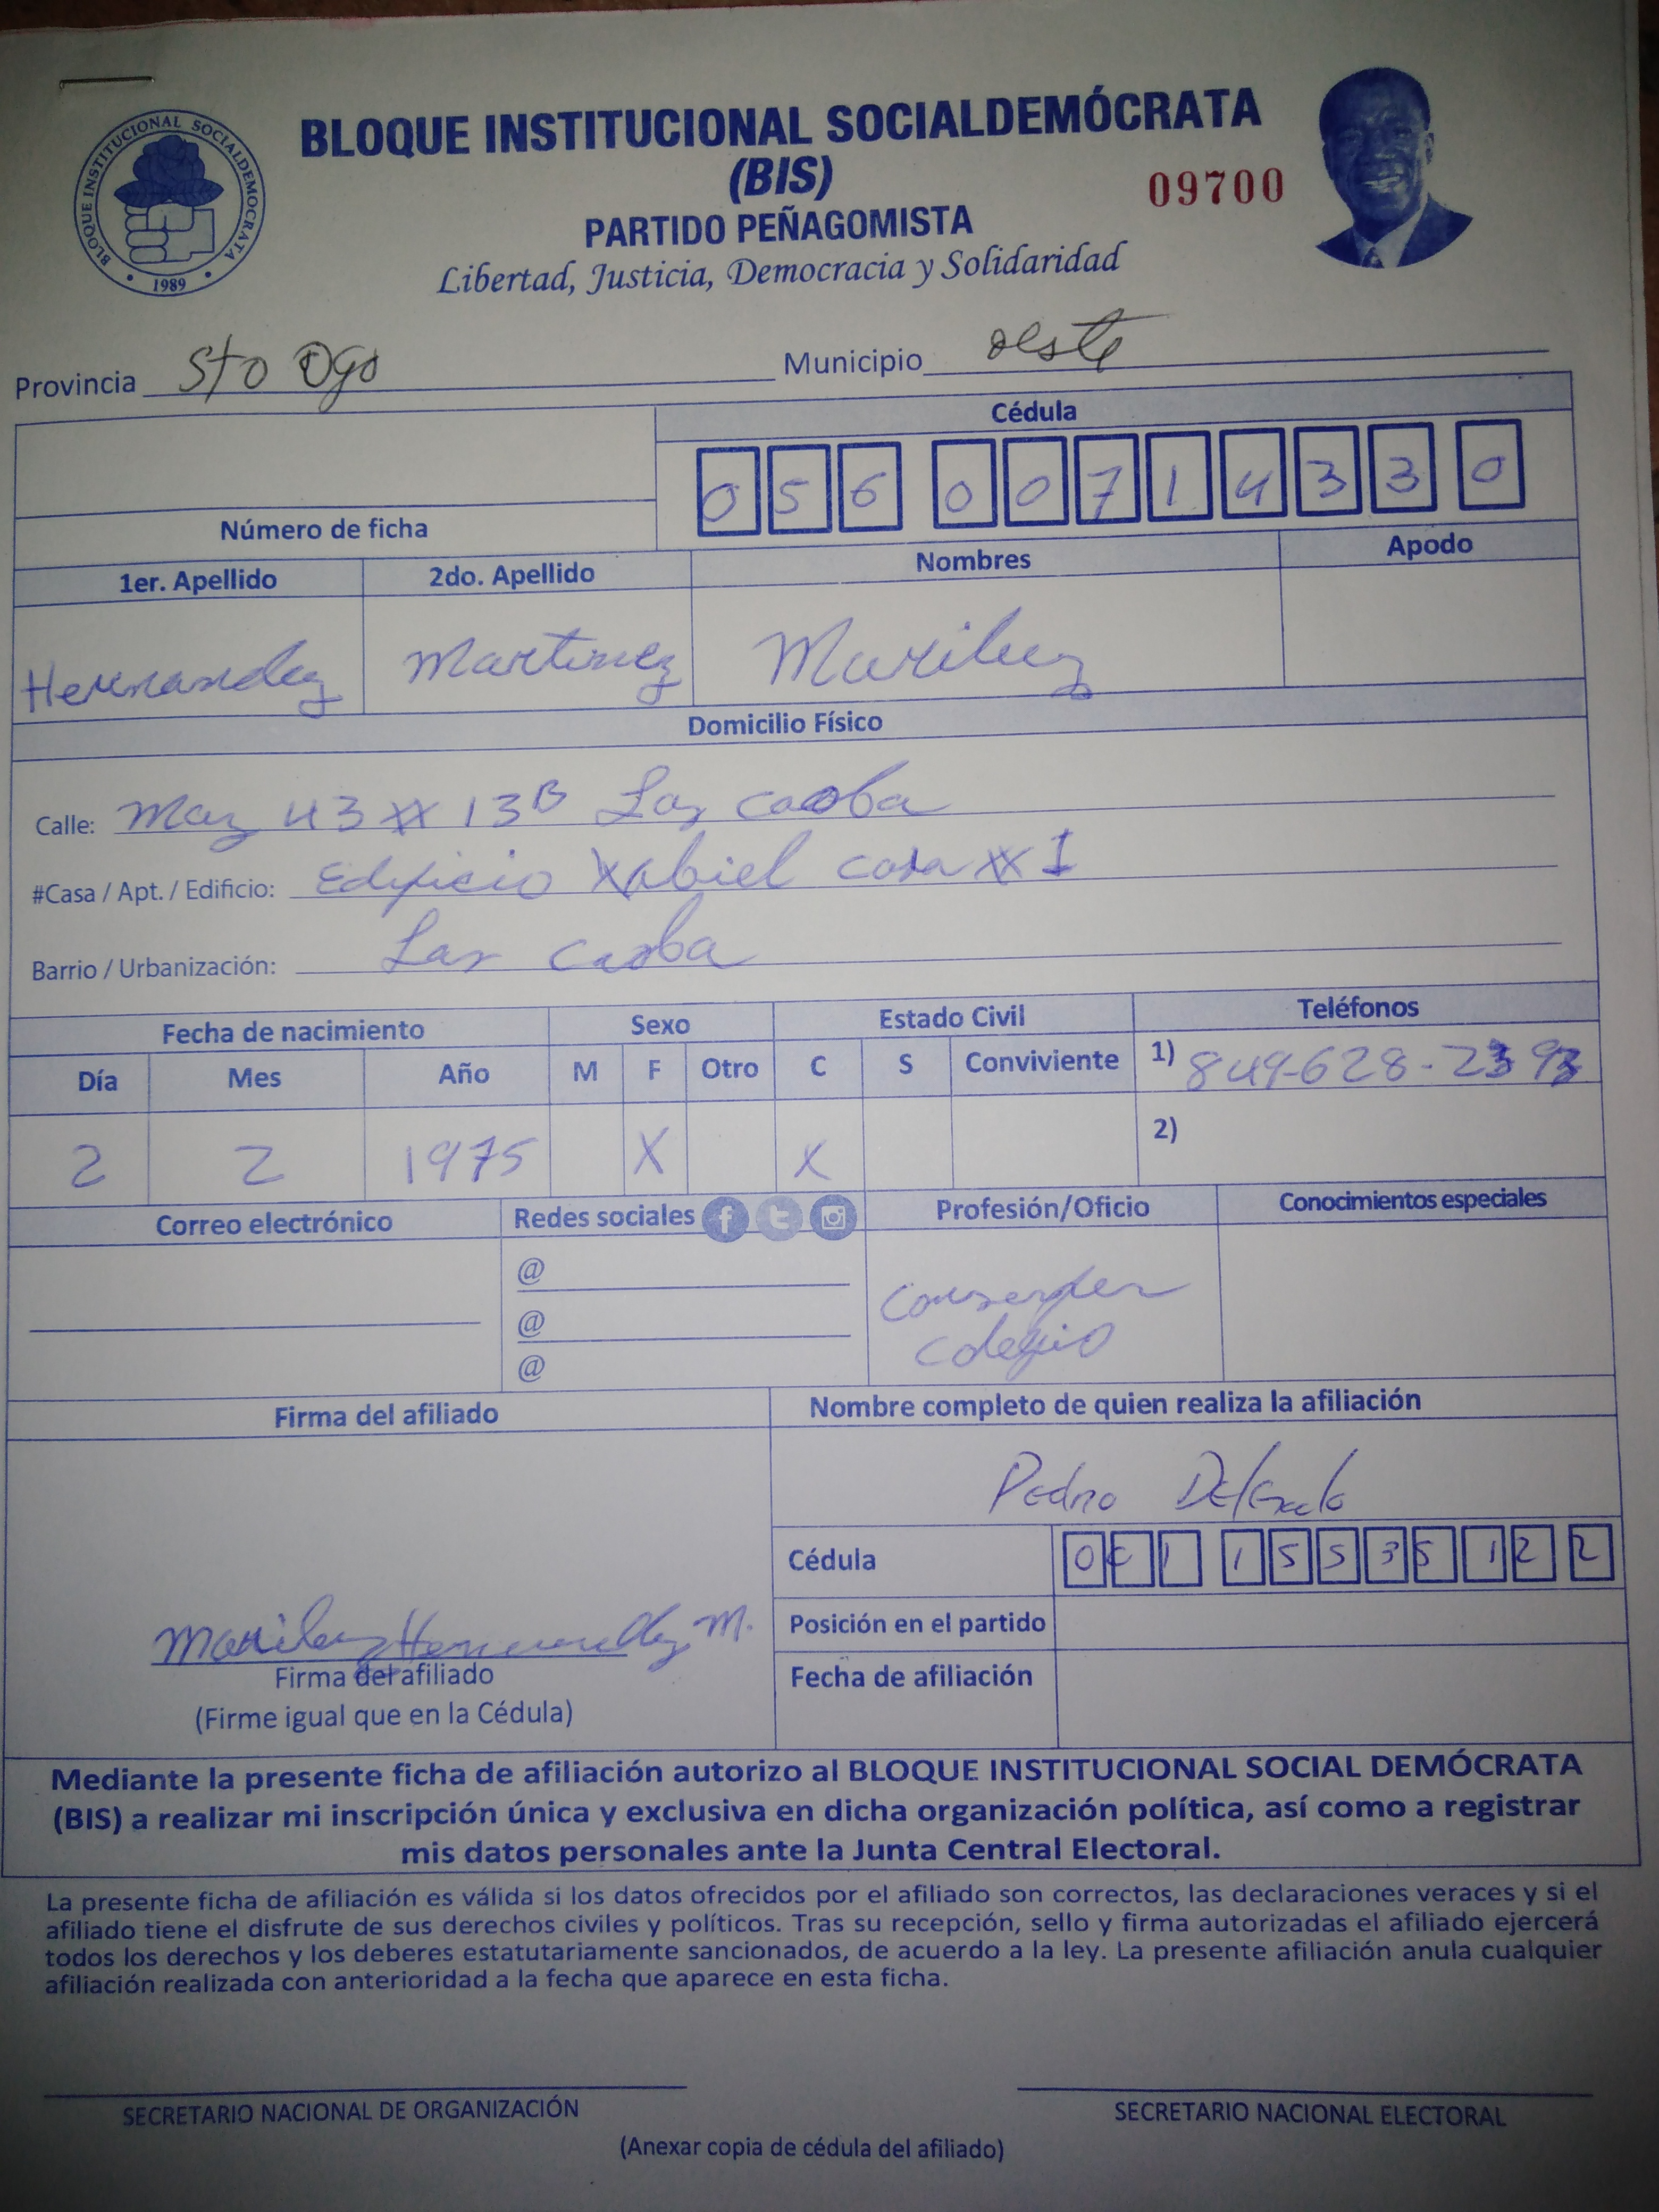 BLOQUE INSTITUCIONAL SOCIALDEMOCRATA
1989
BLOQUE INSTITUCIONAL SOCIALDEMÓCRATA
(BIS)
09700
PARTIDO PEÑAGOMISTA
Libertad, Justicia, Democracia y Solidaridad
Provincia Sto Dgo Municipio oeste
Cédula
0 5 6 0 0 7 1 4 3 3 0
Número de ficha
1er. Apellido 2do. Apellido Nombres Apodo
Hernandez Martinez Mariluz
Domicilio Físico
Calle: Maz 43 # 13B Las caoba
#Casa / Apt. / Edificio: Edificio Xabiel casa # 1
Barrio / Urbanización: Las caoba
Fecha de nacimiento Sexo Estado Civil Teléfonos
Día Mes Año M F Otro C S Conviviente 1) 849-628-2393
2 2 1975 X X 2)
Correo electrónico Redes sociales Profesión/Oficio Conocimientos especiales
@
@
@
colegio
Firma del afiliado Nombre completo de quien realiza la afiliación
Pedro
Cédula 0 1 1 5 5 3 5 1 2 2
Mariluz Hernandez M. Posición en el partido
Firma del afiliado Fecha de afiliación
(Firme igual que en la Cédula)
Mediante la presente ficha de afiliación autorizo al BLOQUE INSTITUCIONAL SOCIAL DEMÓCRATA
(BIS) a realizar mi inscripción única y exclusiva en dicha organización política, así como a registrar
mis datos personales ante la Junta Central Electoral.
La presente ficha de afiliación es válida si los datos ofrecidos por el afiliado son correctos, las declaraciones veraces y si el
afiliado tiene el disfrute de sus derechos civiles y políticos. Tras su recepción, sello y firma autorizadas el afiliado ejercerá
todos los derechos y los deberes estatutariamente sancionados, de acuerdo a la ley. La presente afiliación anula cualquier
afiliación realizada con anterioridad a la fecha que aparece en esta ficha.
SECRETARIO NACIONAL DE ORGANIZACIÓN SECRETARIO NACIONAL ELECTORAL
(Anexar copia de cédula del afiliado)